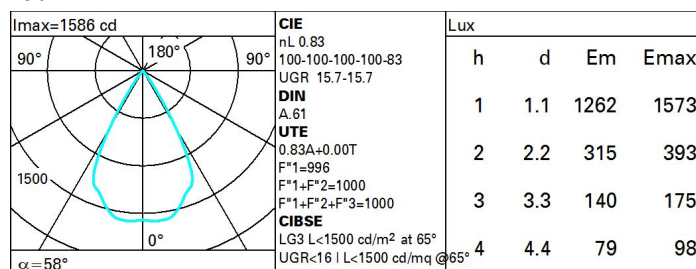 Imax=1586 cd
90°
180°
90°
1500
0°
α=58°
CIE
nL 0.83
100-100-100-100-83
UGR 15.7-15.7
DIN
A.61
UTE
0.83A+0.00T
F"1=996
F"1+F"2=1000
F"1+F"2+F"3=1000
CIBSE
LG3 L<1500 cd/m² at 65°
UGR<16 | L<1500 cd/mq @65°
Lux
h d Em Emax
1 1.1 1262 1573
2 2.2 315 393
3 3.3 140 175
4 4.4 79 98